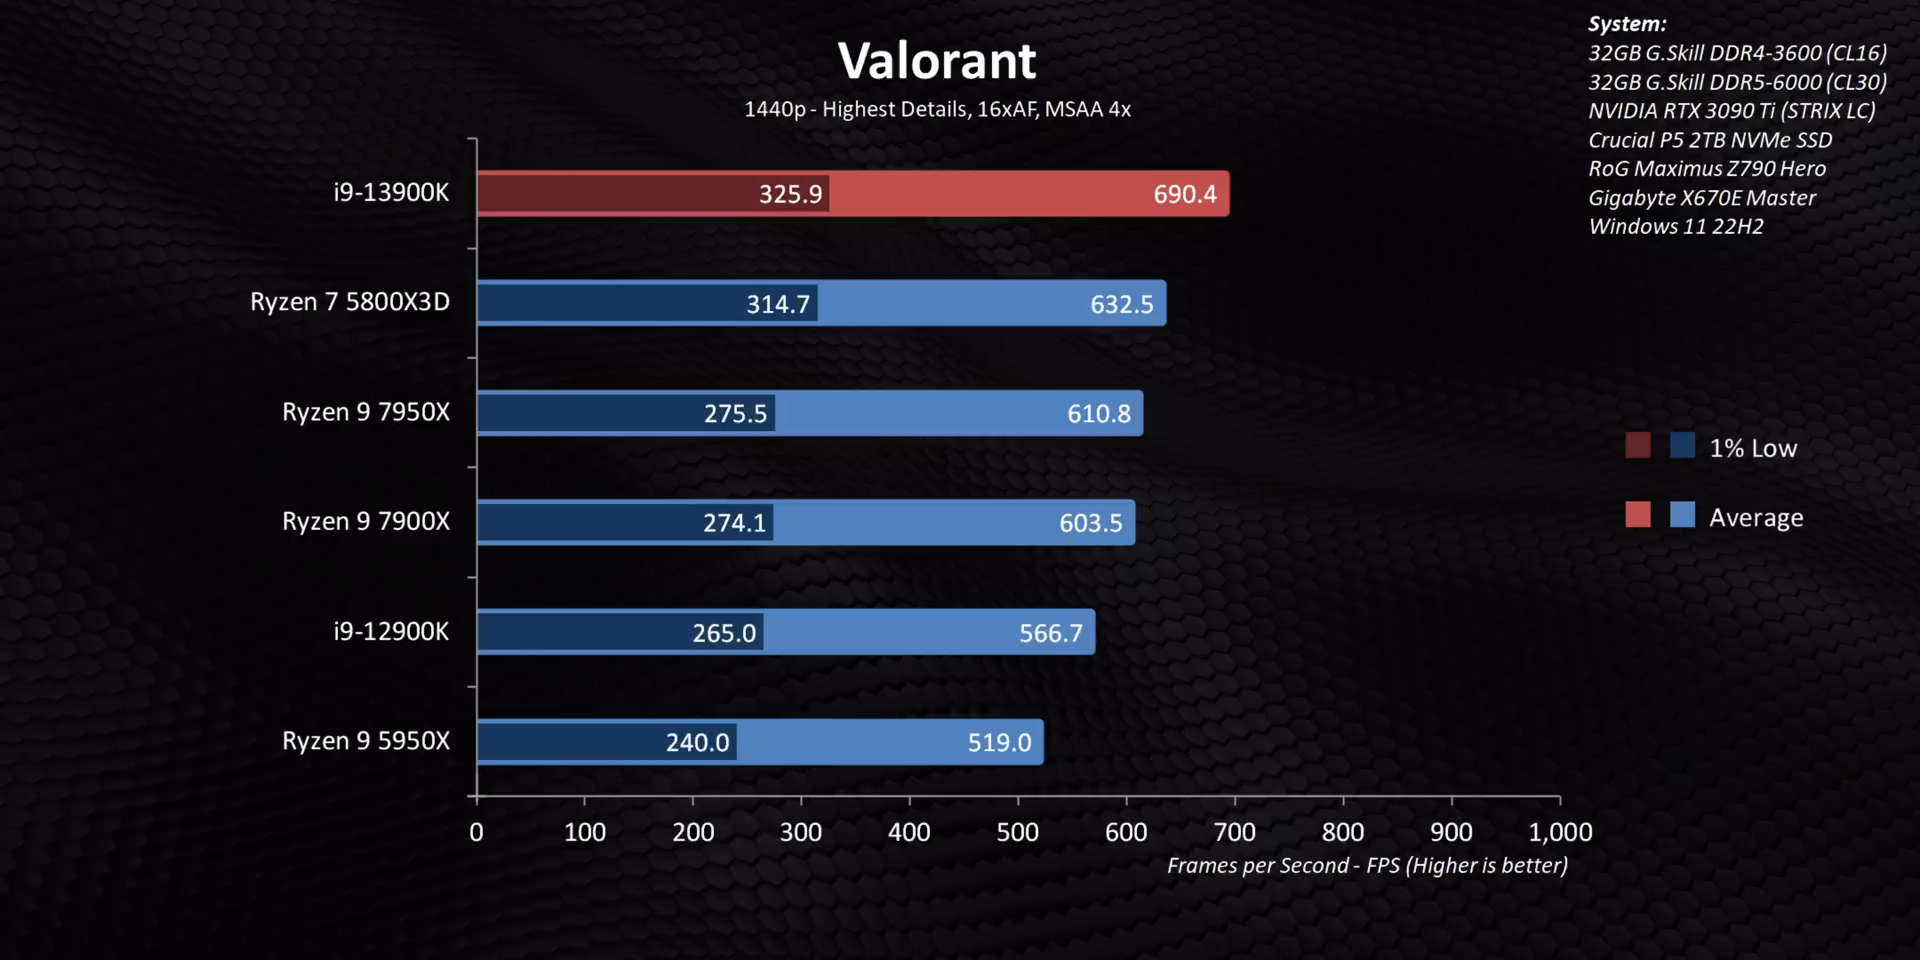 System:
32GB G.Skill DDR4-3600 (CL16)
32GB G.Skill DDR5-6000 (CL30)
NVIDIA RTX 3090 Ti (STRIX LC)
Crucial P5 2TB NVMe SSD
RoG Maximus Z790 Hero
Gigabyte X670E Master
Windows 11 22H2
Valorant
1440p - Highest Details, 16xAF, MSAA 4x
i9-13900K 325.9 690.4
Ryzen 7 5800X3D 314.7 632.5
Ryzen 9 7950X 275.5 610.8
Ryzen 9 7900X 274.1 603.5
i9-12900K 265.0 566.7
Ryzen 9 5950X 240.0 519.0
1% Low
Average
0 100 200 300 400 500 600 700 800 900 1,000
Frames per Second - FPS (Higher is better)